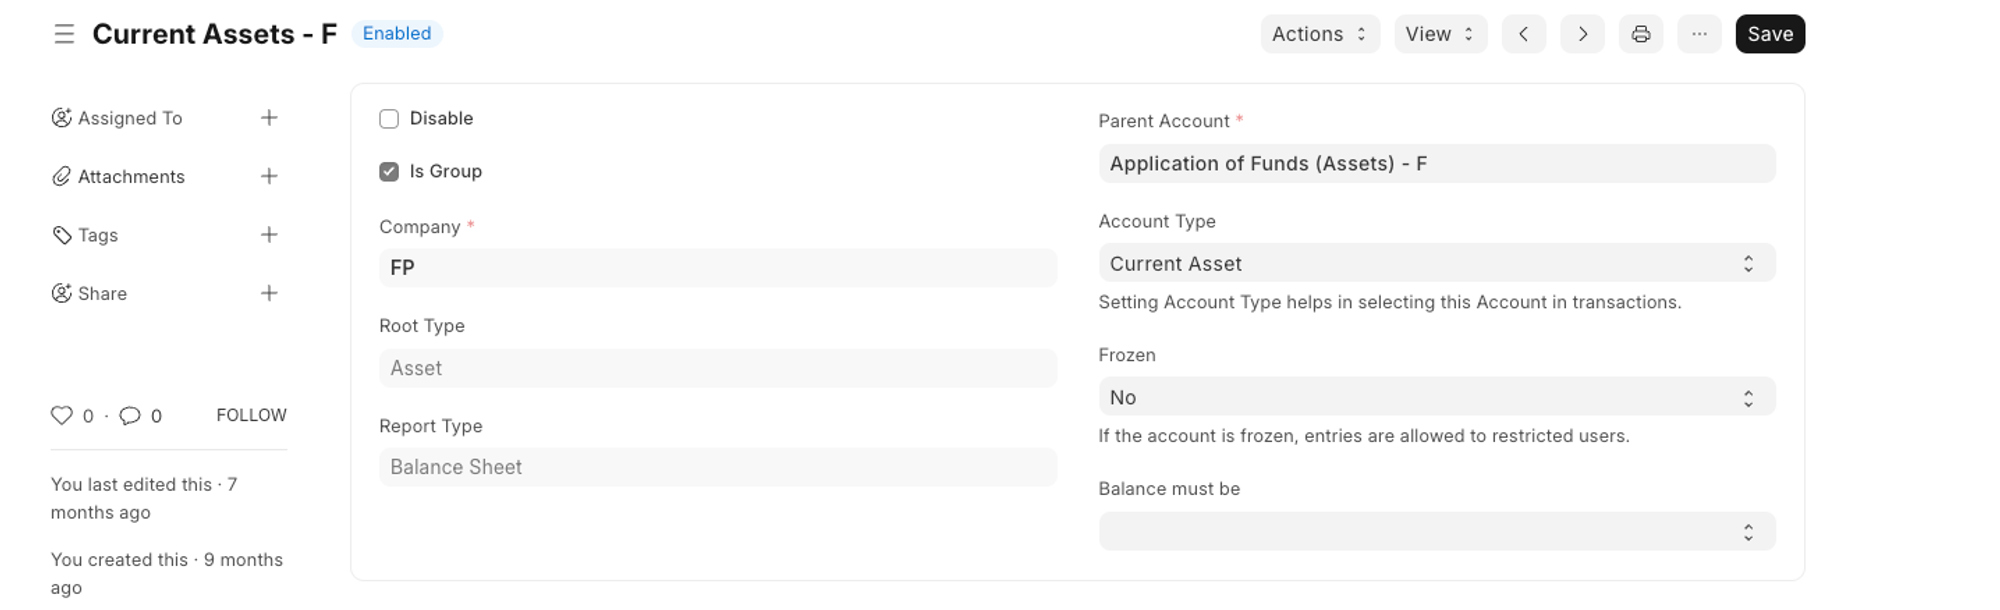 Current Assets - F
Enabled
Actions
View
Save
Assigned To
Attachments
Tags
Share
0 · 0
FOLLOW
You last edited this · 7
months ago
You created this · 9 months
ago
Disable
Is Group
Company *
FP
Root Type
Asset
Report Type
Balance Sheet
Parent Account *
Application of Funds (Assets) - F
Account Type
Current Asset
Setting Account Type helps in selecting this Account in transactions.
Frozen
No
If the account is frozen, entries are allowed to restricted users.
Balance must be